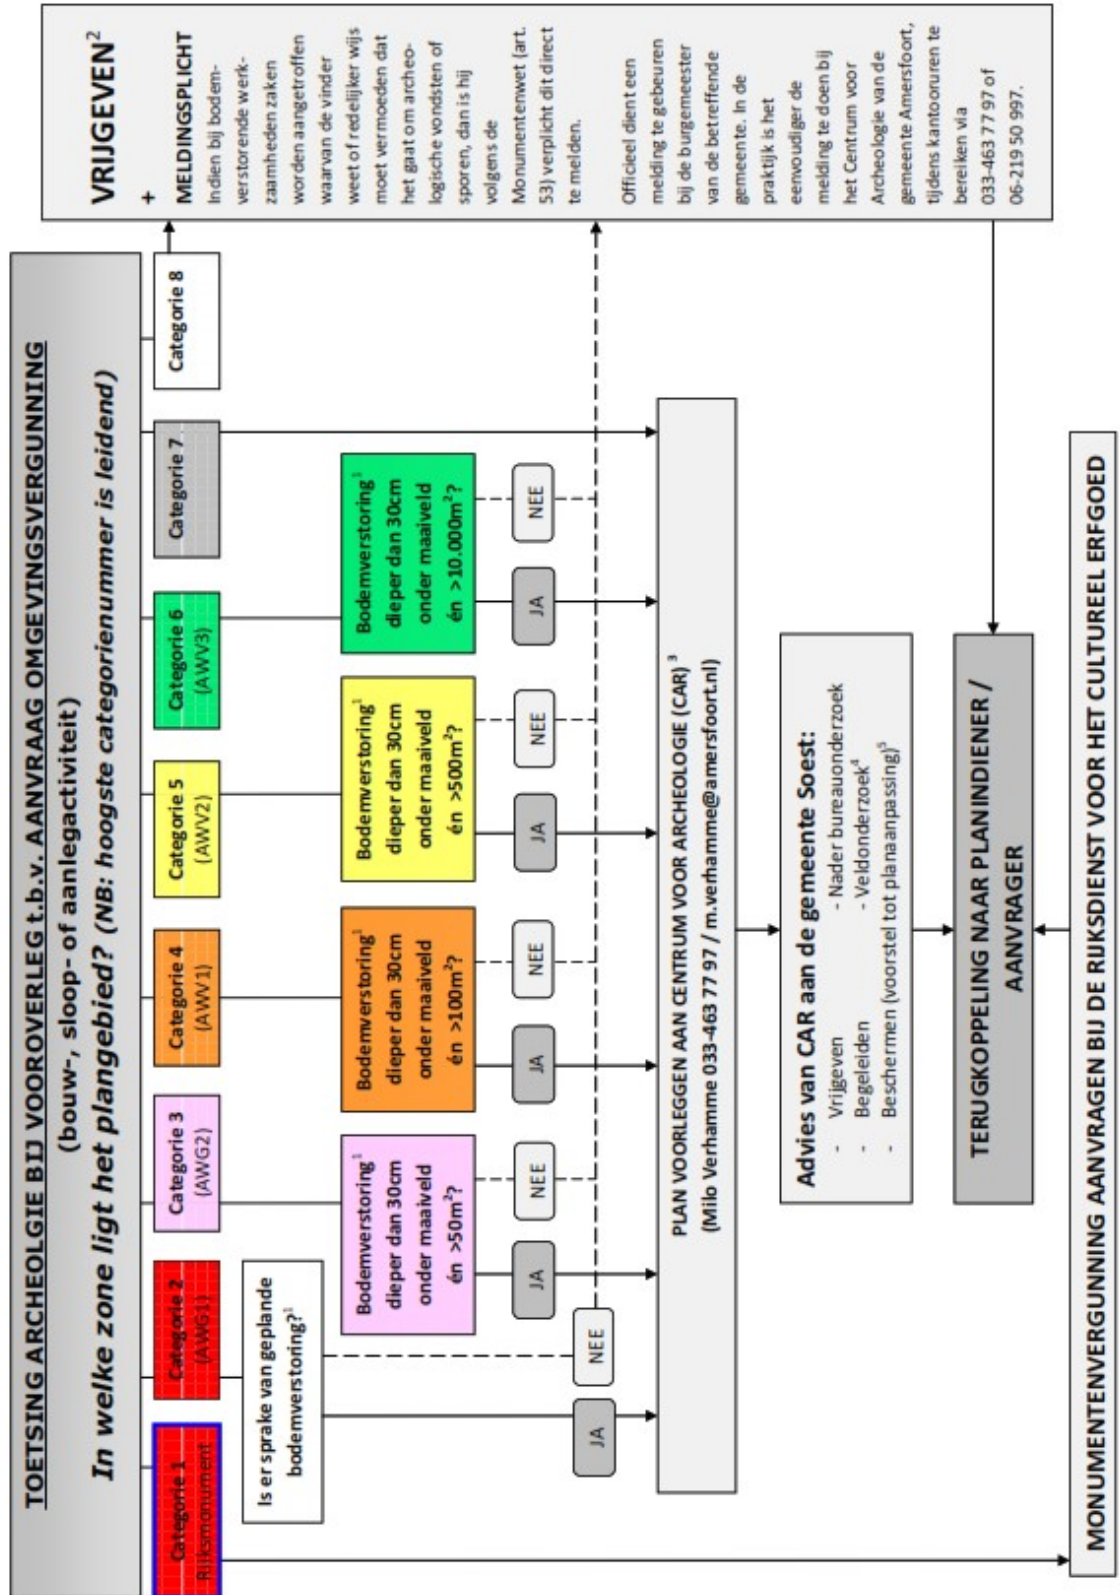 TOETSING ARCHEOLGIE BIJ VOOROVERLEG t.b.v. AANVRAAG OMGEVINGSVERGUNNING
(bouw-, sloop- of aanlegactiviteit)
In welke zone ligt het plangebied? (NB: hoogste categorienummer is leidend)
Categorie 1
Rijksmonument
Categorie 2
(AWG1)
Categorie 3
(AWG2)
Categorie 4
(AWV1)
Categorie 5
(AWV2)
Categorie 6
(AWV3)
Categorie 7
Categorie 8
Is er sprake van geplande
bodemverstoring?¹
JA
NEE
Bodemverstoring¹
dieper dan 30cm
onder maaiveld
én >50m²?
JA
NEE
Bodemverstoring¹
dieper dan 30cm
onder maaiveld
én >100m²?
JA
NEE
Bodemverstoring¹
dieper dan 30cm
onder maaiveld
én >500m²?
JA
NEE
Bodemverstoring¹
dieper dan 30cm
onder maaiveld
én >10.000m²?
JA
NEE
VRIJGEVEN²
+
MELDINGSPLICHT
Indien bij bodem-
verstorende werk-
zaamheden zaken
worden aangetroffen
waarvan de vinder
weet of redelijker wijs
moet vermoeden dat
het gaat om archeo-
logische vondsten of
sporen, dan is hij
volgens de
Monumentenwet (art.
53) verplicht dit direct
te melden.
Officieel dient een
melding te gebeuren
bij de burgemeester
van de betreffende
gemeente. In de
praktijk is het
eenvoudiger de
melding te doen bij
het Centrum voor
Archeologie van de
gemeente Amersfoort,
tijdens kantooruren te
bereiken via
033-463 77 97 of
06-219 50 997.
PLAN VOORLEGGEN AAN CENTRUM VOOR ARCHEOLOGIE (CAR) ³
(Milo Verhamme 033-463 77 97 / m.verhamme@amersfoort.nl)
Advies van CAR aan de gemeente Soest:
- Vrijgeven - Nader bureauonderzoek
- Begeleiden - Veldonderzoek⁴
- Beschermen (voorstel tot planaanpassing)⁵
TERUGKOPPELING NAAR PLANINDIENER /
AANVRAGER
MONUMENTENVERGUNNING AANVRAGEN BIJ DE RIJKSDIENST VOOR HET CULTUREEL ERFGOED